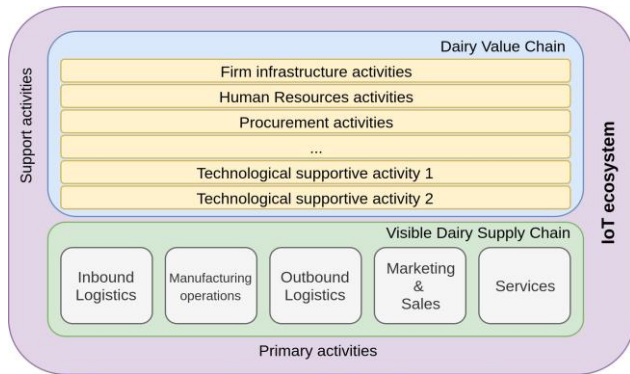 Dairy Value Chain
Support activities
Firm infrastructure activities
Human Resources activities
Procurement activities
...
Technological supportive activity 1
Technological supportive activity 2
IoT ecosystem
Visible Dairy Supply Chain
Inbound
Logistics
Manufacturing
operations
Outbound
Logistics
Marketing
&
Sales
Services
Primary activities